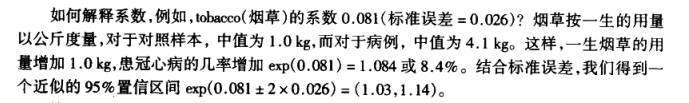 如何解释系数,例如,tobacco(烟草)的系数 0.081(标准误差 = 0.026)? 烟草按一生的用量
以公斤度量,对于对照样本, 中值为 1.0 kg,而对于病例, 中值为 4.1 kg。这样,一生烟草的用
量增加 1.0 kg,患冠心病的几率增加 exp(0.081) = 1.084 或 8.4%。结合标准误差,我们得到一
个近似的 95% 置信区间 exp(0.081 ± 2 × 0.026) = (1.03,1.14)。